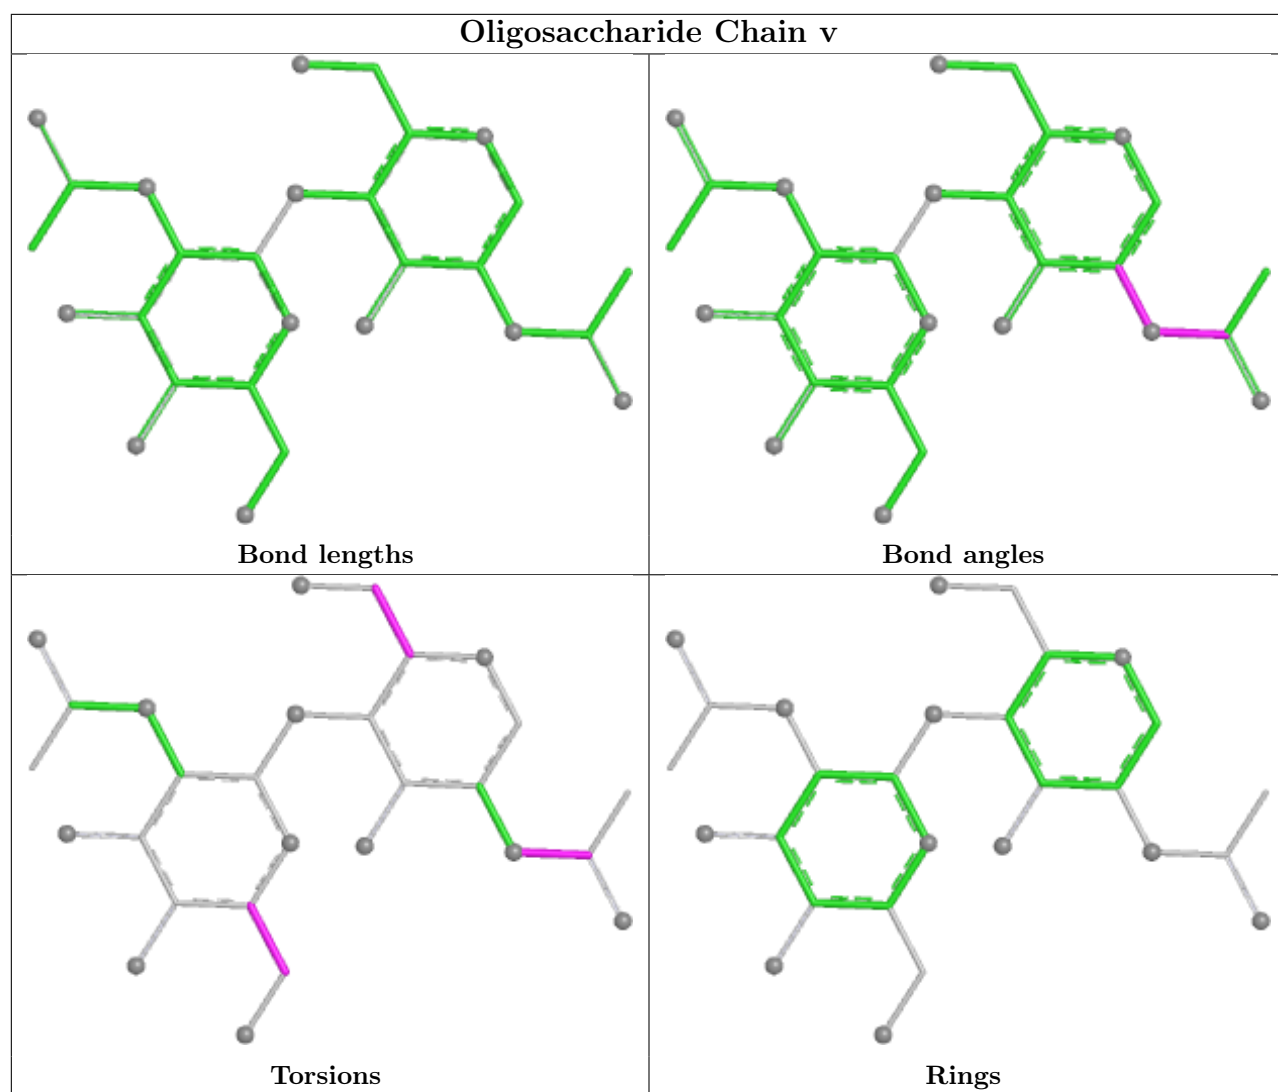 Oligosaccharide Chain v
Bond lengths
Bond angles
Torsions
Rings